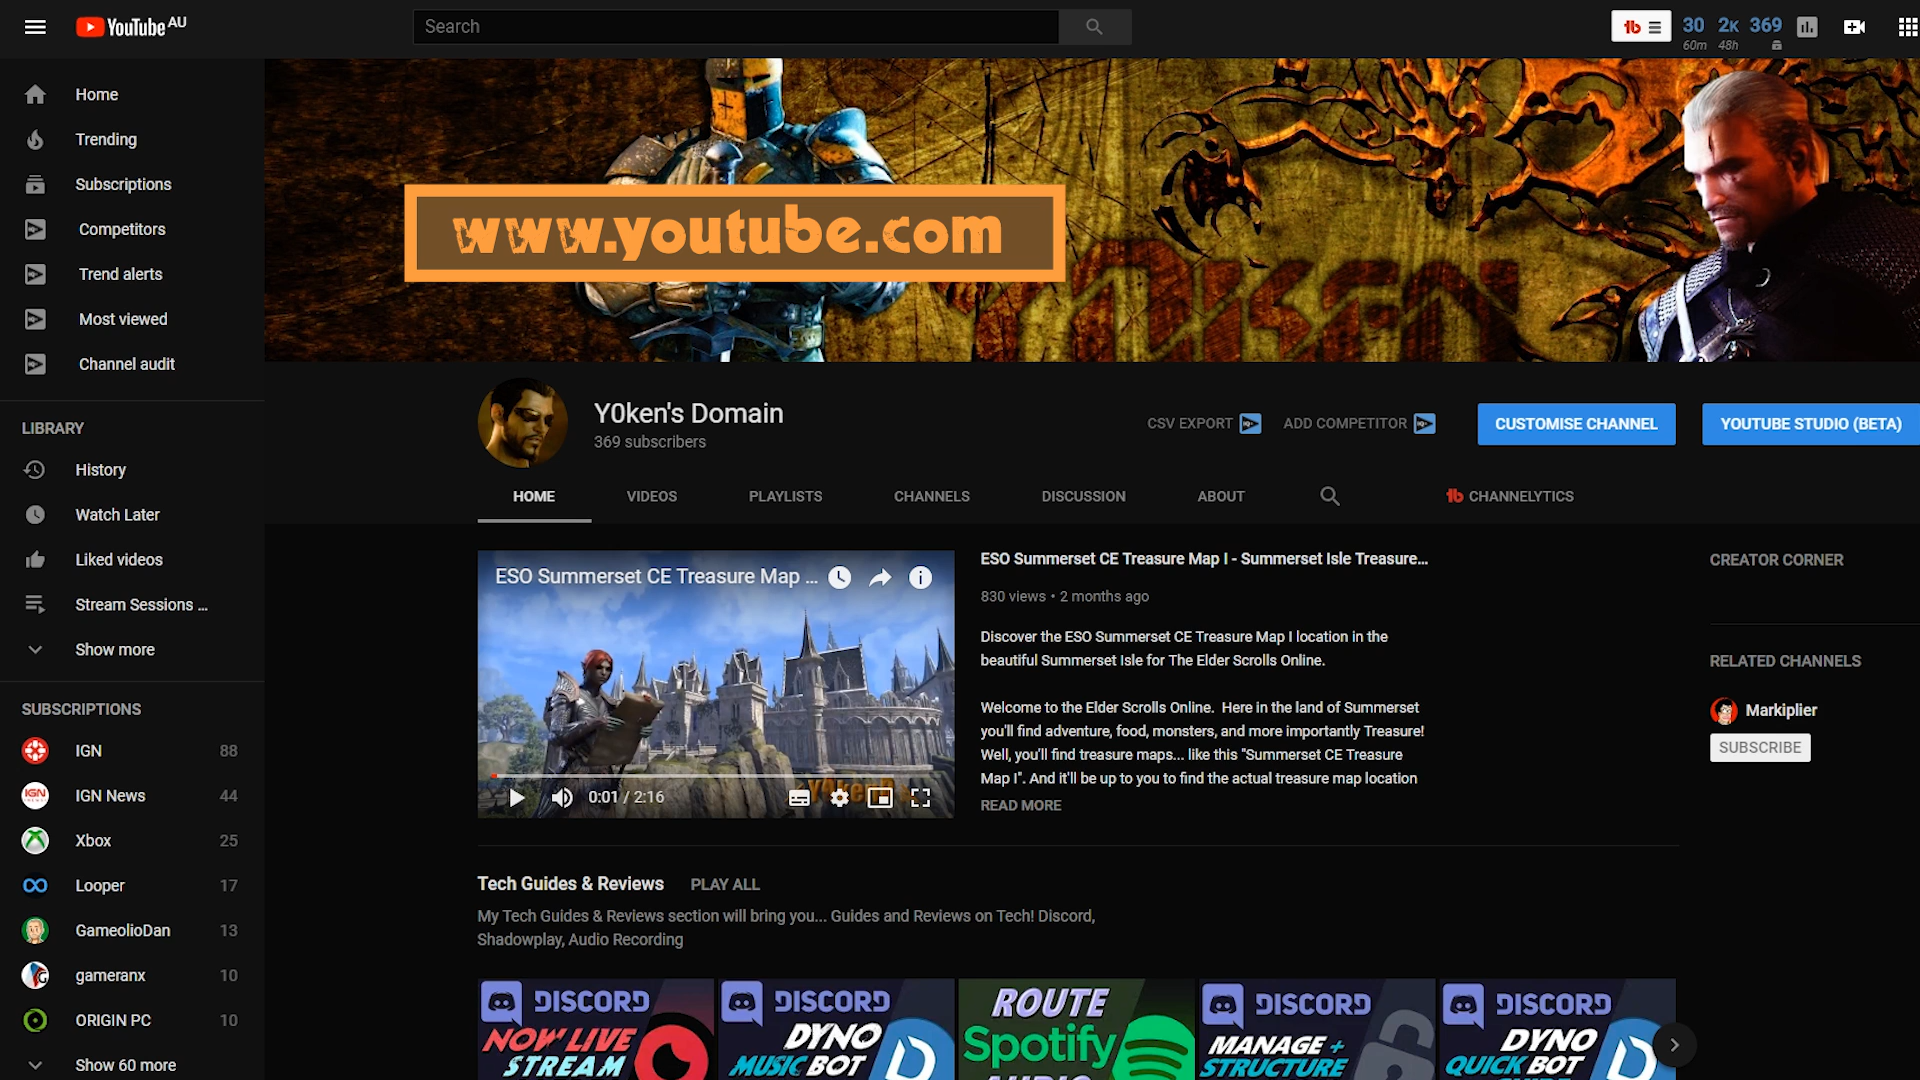 YouTube AU
Search
tb
30 2K 369
60m 48h
Home
Trending
Subscriptions
Competitors
Trend alerts
Most viewed
Channel audit
LIBRARY
History
Watch Later
Liked videos
Stream Sessions ...
Show more
SUBSCRIPTIONS
IGN 88
IGN News 44
Xbox 25
Looper 17
GameolioDan 13
gameranx 10
ORIGIN PC 10
Show 60 more
www.youtube.com
Y0ken's Domain
369 subscribers
CSV EXPORT ADD COMPETITOR CUSTOMISE CHANNEL YOUTUBE STUDIO (BETA)
HOME VIDEOS PLAYLISTS CHANNELS DISCUSSION ABOUT tb CHANNELYTICS
ESO Summerset CE Treasure Map ...
0:01 / 2:16
ESO Summerset CE Treasure Map I - Summerset Isle Treasure...
830 views • 2 months ago
Discover the ESO Summerset CE Treasure Map I location in the
beautiful Summerset Isle for The Elder Scrolls Online.
Welcome to the Elder Scrolls Online.  Here in the land of Summerset
you'll find adventure, food, monsters, and more importantly Treasure!
Well, you'll find treasure maps... like this "Summerset CE Treasure
Map I". And it'll be up to you to find the actual treasure map location
READ MORE
CREATOR CORNER
RELATED CHANNELS
Markiplier
SUBSCRIBE
Tech Guides & Reviews PLAY ALL
My Tech Guides & Reviews section will bring you... Guides and Reviews on Tech! Discord,
Shadowplay, Audio Recording
DISCORD
NOW LIVE
STREAM
DISCORD
DYNO
MUSIC BOT
ROUTE
Spotify
AUDIO
DISCORD
MANAGE +
STRUCTURE
DISCORD
DYNO
QUICK BOT